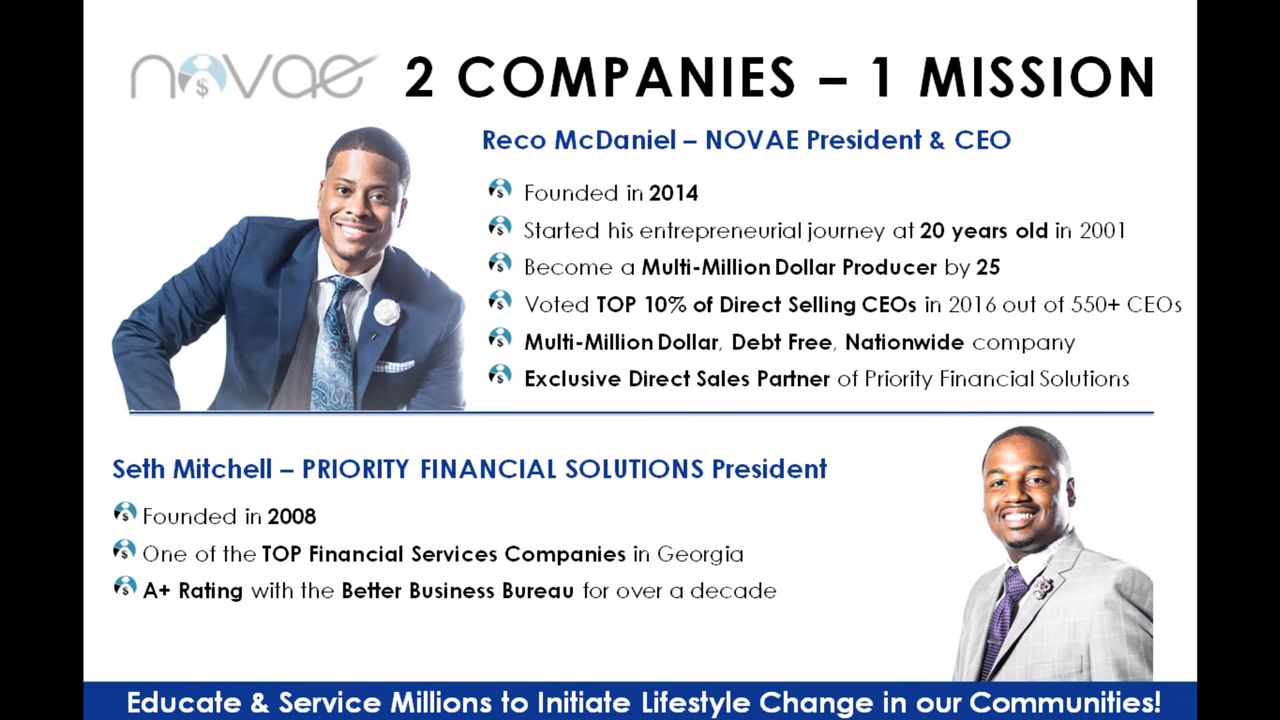 novae 2 COMPANIES – 1 MISSION
Reco McDaniel – NOVAE President & CEO
Founded in 2014
Started his entrepreneurial journey at 20 years old in 2001
Become a Multi-Million Dollar Producer by 25
Voted TOP 10% of Direct Selling CEOs in 2016 out of 550+ CEOs
Multi-Million Dollar, Debt Free, Nationwide company
Exclusive Direct Sales Partner of Priority Financial Solutions
Seth Mitchell – PRIORITY FINANCIAL SOLUTIONS President
Founded in 2008
One of the TOP Financial Services Companies in Georgia
A+ Rating with the Better Business Bureau for over a decade
Educate & Service Millions to Initiate Lifestyle Change in our Communities!